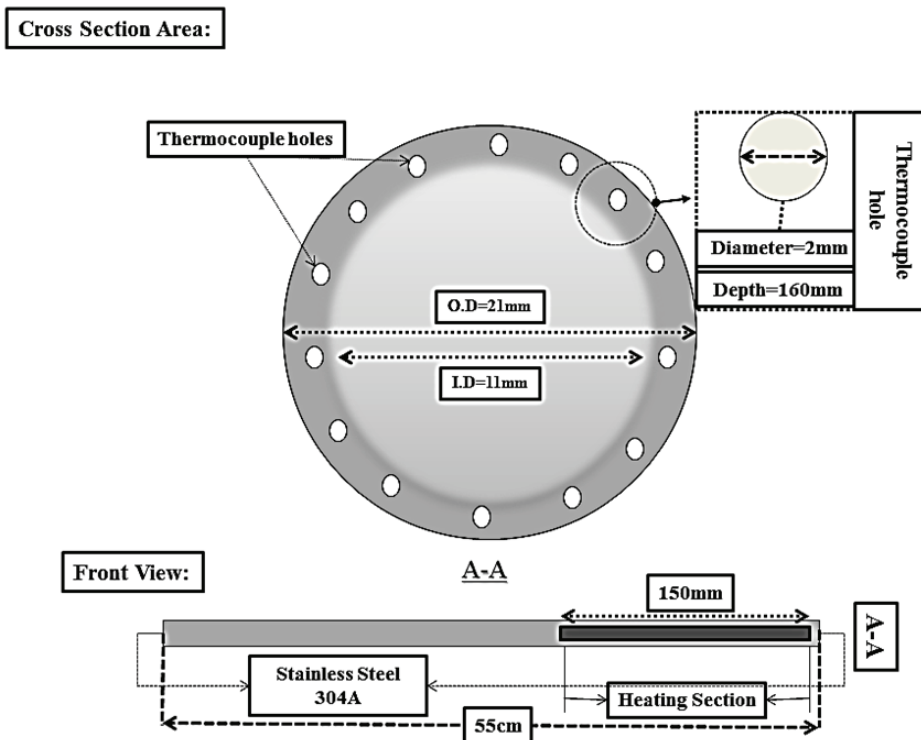 Cross Section Area:
Thermocouple holes
Thermocouple
hole
Diameter=2mm
Depth=160mm
O.D=21mm
I.D=11mm
A-A
Front View:
150mm
A-A
Stainless Steel
304A
Heating Section
55cm